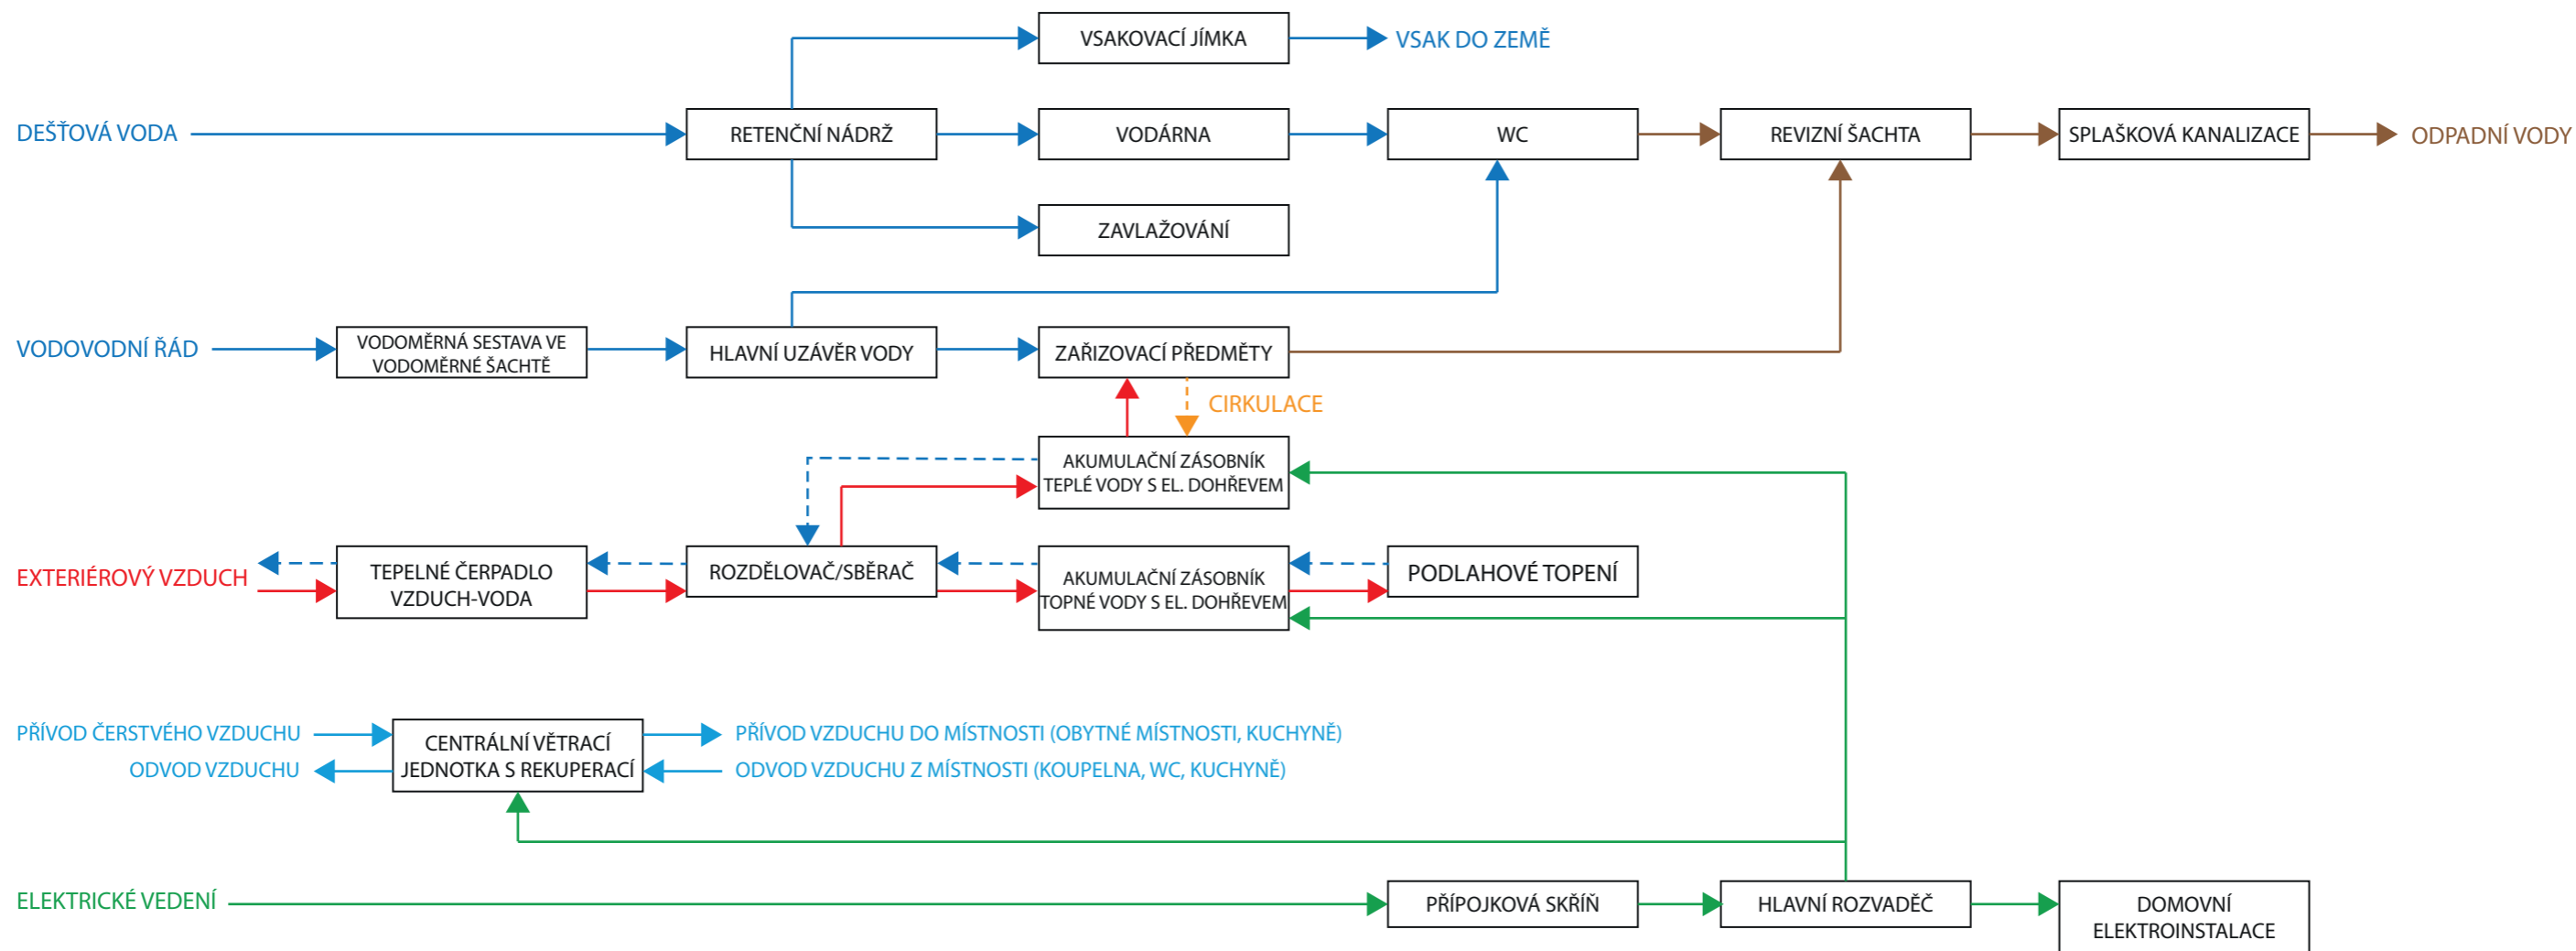 VSAKOVACÍ JÍMKA
VSAK DO ZEMĚ
DEŠŤOVÁ VODA
RETENČNÍ NÁDRŽ
VODÁRNA
WC
REVIZNÍ ŠACHTA
SPLAŠKOVÁ KANALIZACE
ODPADNÍ VODY
ZAVLAŽOVÁNÍ
VODOVODNÍ ŘÁD
VODOMĚRNÁ SESTAVA VE
VODOMĚRNÉ ŠACHTĚ
HLAVNÍ UZÁVĚR VODY
ZAŘIZOVACÍ PŘEDMĚTY
CIRKULACE
AKUMULAČNÍ ZÁSOBNÍK
TEPLÉ VODY S EL. DOHŘEVEM
EXTERIÉROVÝ VZDUCH
TEPELNÉ ČERPADLO
VZDUCH-VODA
ROZDĚLOVAČ/SBĚRAČ
AKUMULAČNÍ ZÁSOBNÍK
TOPNÉ VODY S EL. DOHŘEVEM
PODLAHOVÉ TOPENÍ
PŘÍVOD ČERSTVÉHO VZDUCHU
ODVOD VZDUCHU
CENTRÁLNÍ VĚTRACÍ
JEDNOTKA S REKUPERACÍ
PŘÍVOD VZDUCHU DO MÍSTNOSTI (OBYTNÉ MÍSTNOSTI, KUCHYNĚ)
ODVOD VZDUCHU Z MÍSTNOSTI (KOUPELNA, WC, KUCHYNĚ)
ELEKTRICKÉ VEDENÍ
PŘÍPOJKOVÁ SKŘÍŇ
HLAVNÍ ROZVADĚČ
DOMOVNÍ
ELEKTROINSTALACE